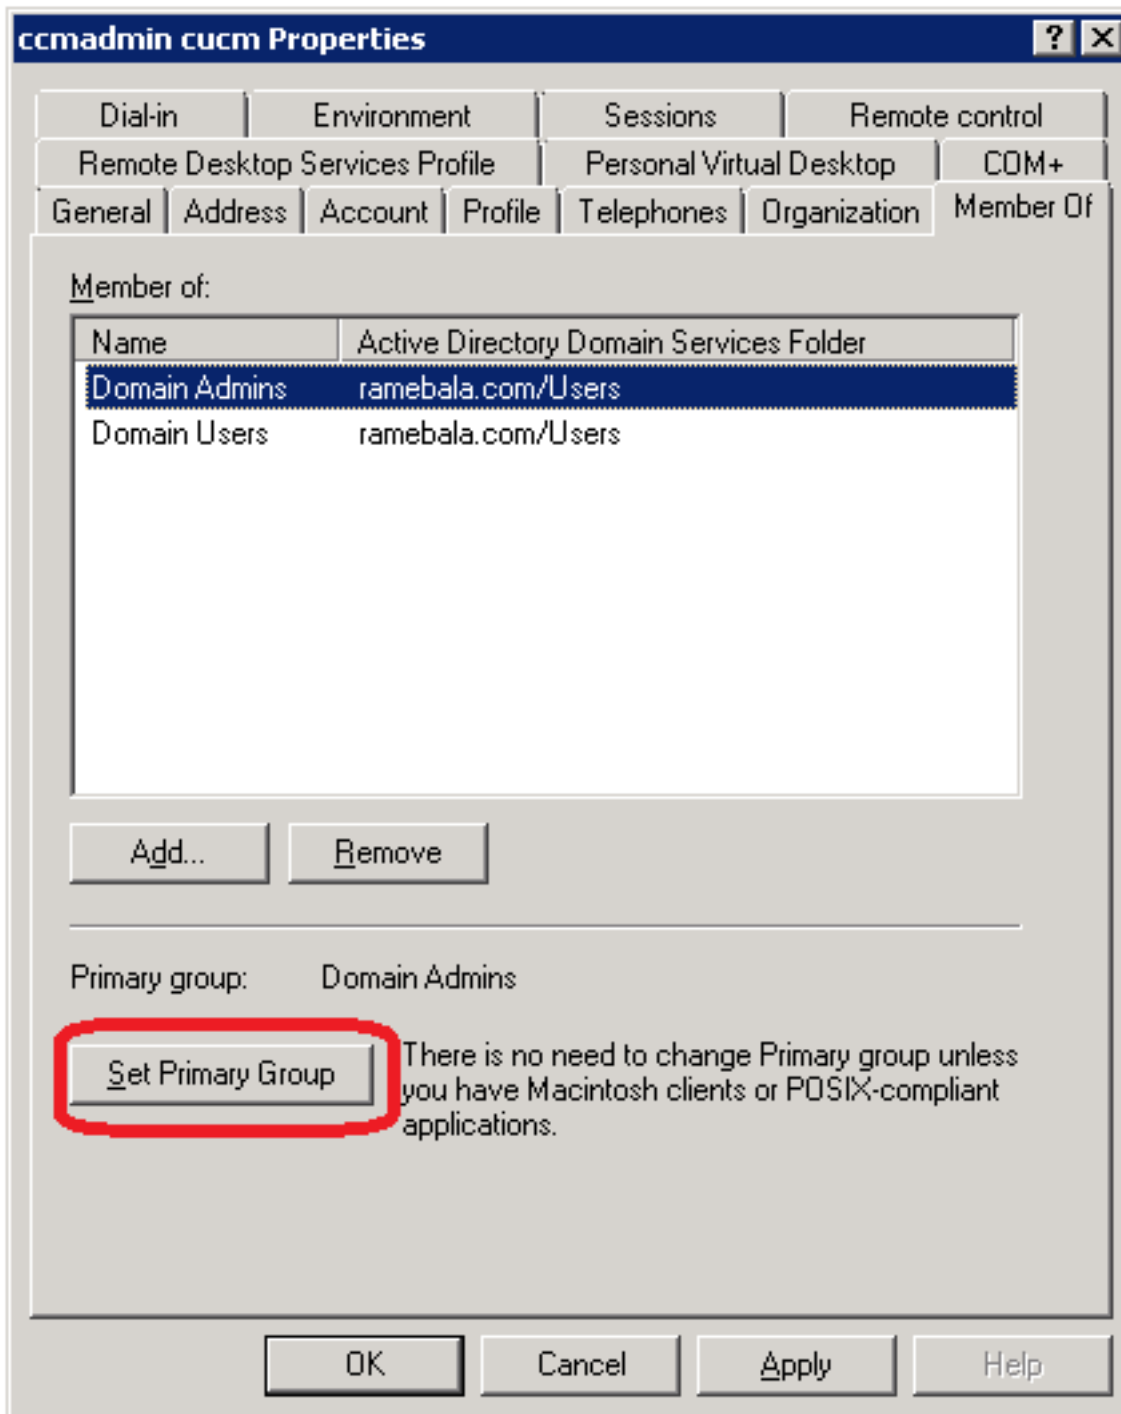 ccmadmin cucm Properties
Dial-in Environment Sessions Remote control
Remote Desktop Services Profile Personal Virtual Desktop COM+
General Address Account Profile Telephones Organization Member Of
Member of:
Name Active Directory Domain Services Folder
Domain Admins ramebala.com/Users
Domain Users ramebala.com/Users
Add... Remove
Primary group: Domain Admins
Set Primary Group
There is no need to change Primary group unless
you have Macintosh clients or POSIX-compliant
applications.
OK Cancel Apply Help